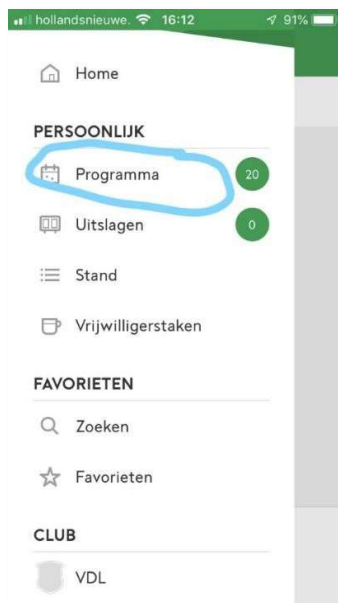 hollandsnieuwe. 16:12 91%
Home
PERSOONLIJK
Programma 20
Uitslagen 0
Stand
Vrijwilligerstaken
FAVORIETEN
Zoeken
Favorieten
CLUB
VDL